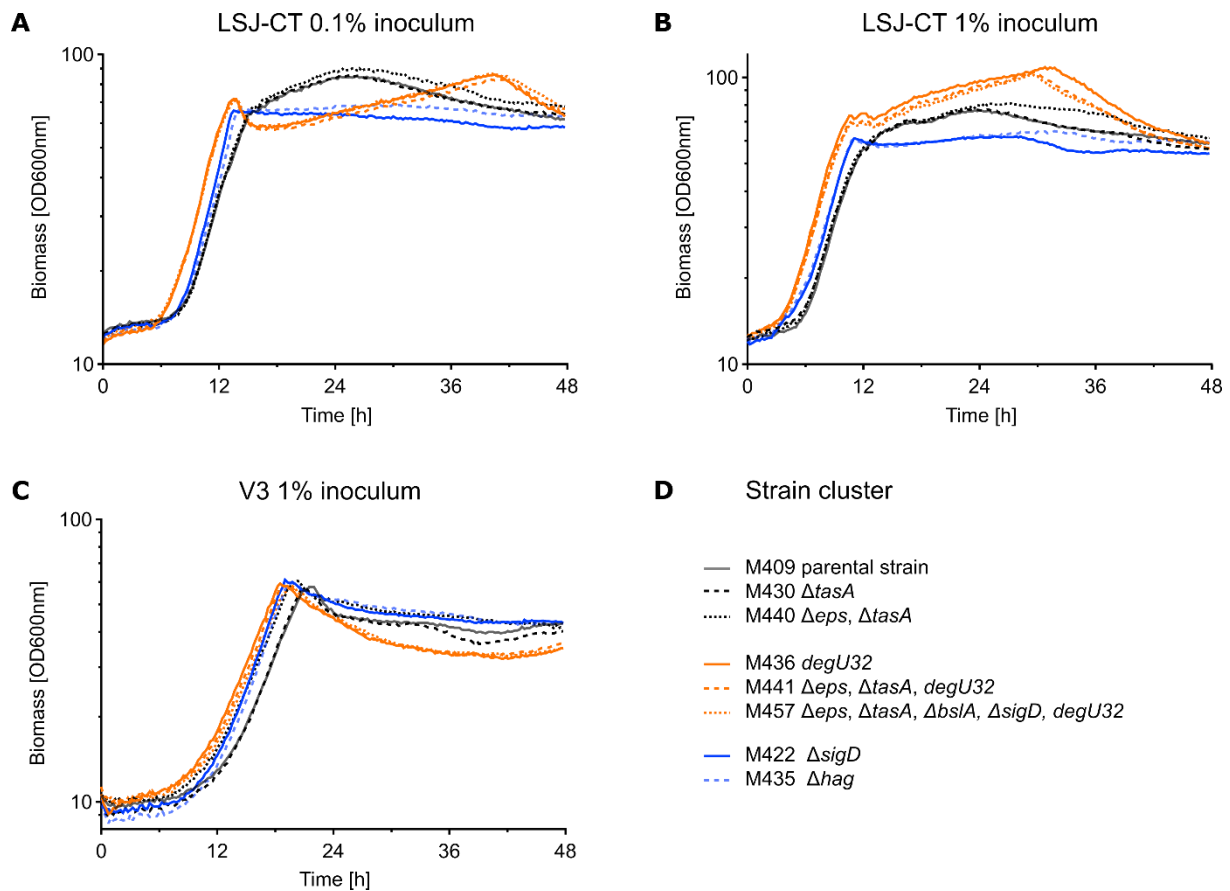 A
LSJ-CT 0.1% inoculum
100
10
Biomass [OD600nm]
0 12 24 36 48
Time [h]
B
LSJ-CT 1% inoculum
100
10
Biomass [OD600nm]
0 12 24 36 48
Time [h]
C
V3 1% inoculum
100
10
Biomass [OD600nm]
0 12 24 36 48
Time [h]
D
Strain cluster
M409 parental strain
M430 ΔtasA
M440 Δeps, ΔtasA
M436 degU32
M441 Δeps, ΔtasA, degU32
M457 Δeps, ΔtasA, ΔbslA, ΔsigD, degU32
M422 ΔsigD
M435 Δhag